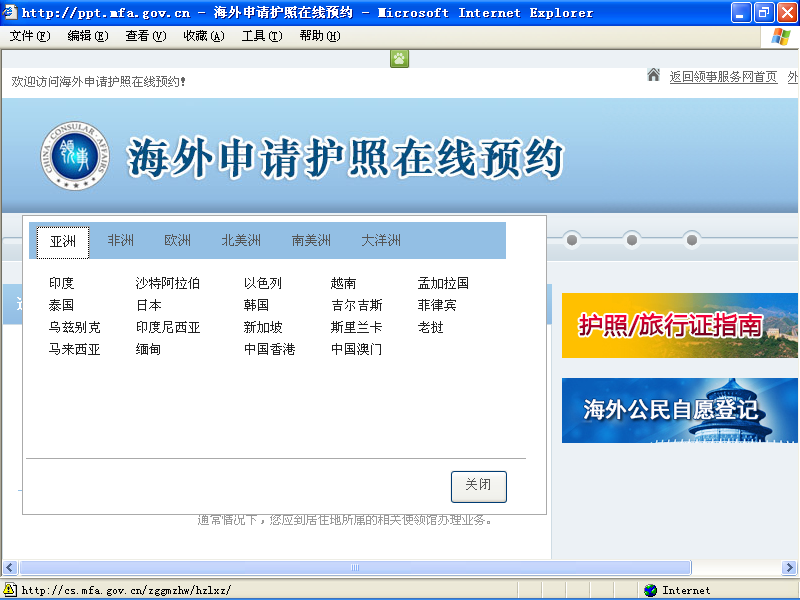 http://ppt.mfa.gov.cn - 海外申请护照在线预约 - Microsoft Internet Explorer
文件(F) 编辑(E) 查看(V) 收藏(A) 工具(T) 帮助(H)
欢迎访问海外申请护照在线预约! 返回领事服务网首页 外
CHINA CONSULAR AFFAIRS
领事
海外申请护照在线预约
亚洲 非洲 欧洲 北美洲 南美洲 大洋洲
印度 沙特阿拉伯 以色列 越南 孟加拉国
泰国 日本 韩国 吉尔吉斯 菲律宾
乌兹别克 印度尼西亚 新加坡 斯里兰卡 老挝
马来西亚 缅甸 中国香港 中国澳门
护照/旅行证指南
海外公民自愿登记
关闭
通常情况下，您应到居住地所属的相关使领馆办理业务。
http://cs.mfa.gov.cn/zggmzhw/hzlxz/ Internet